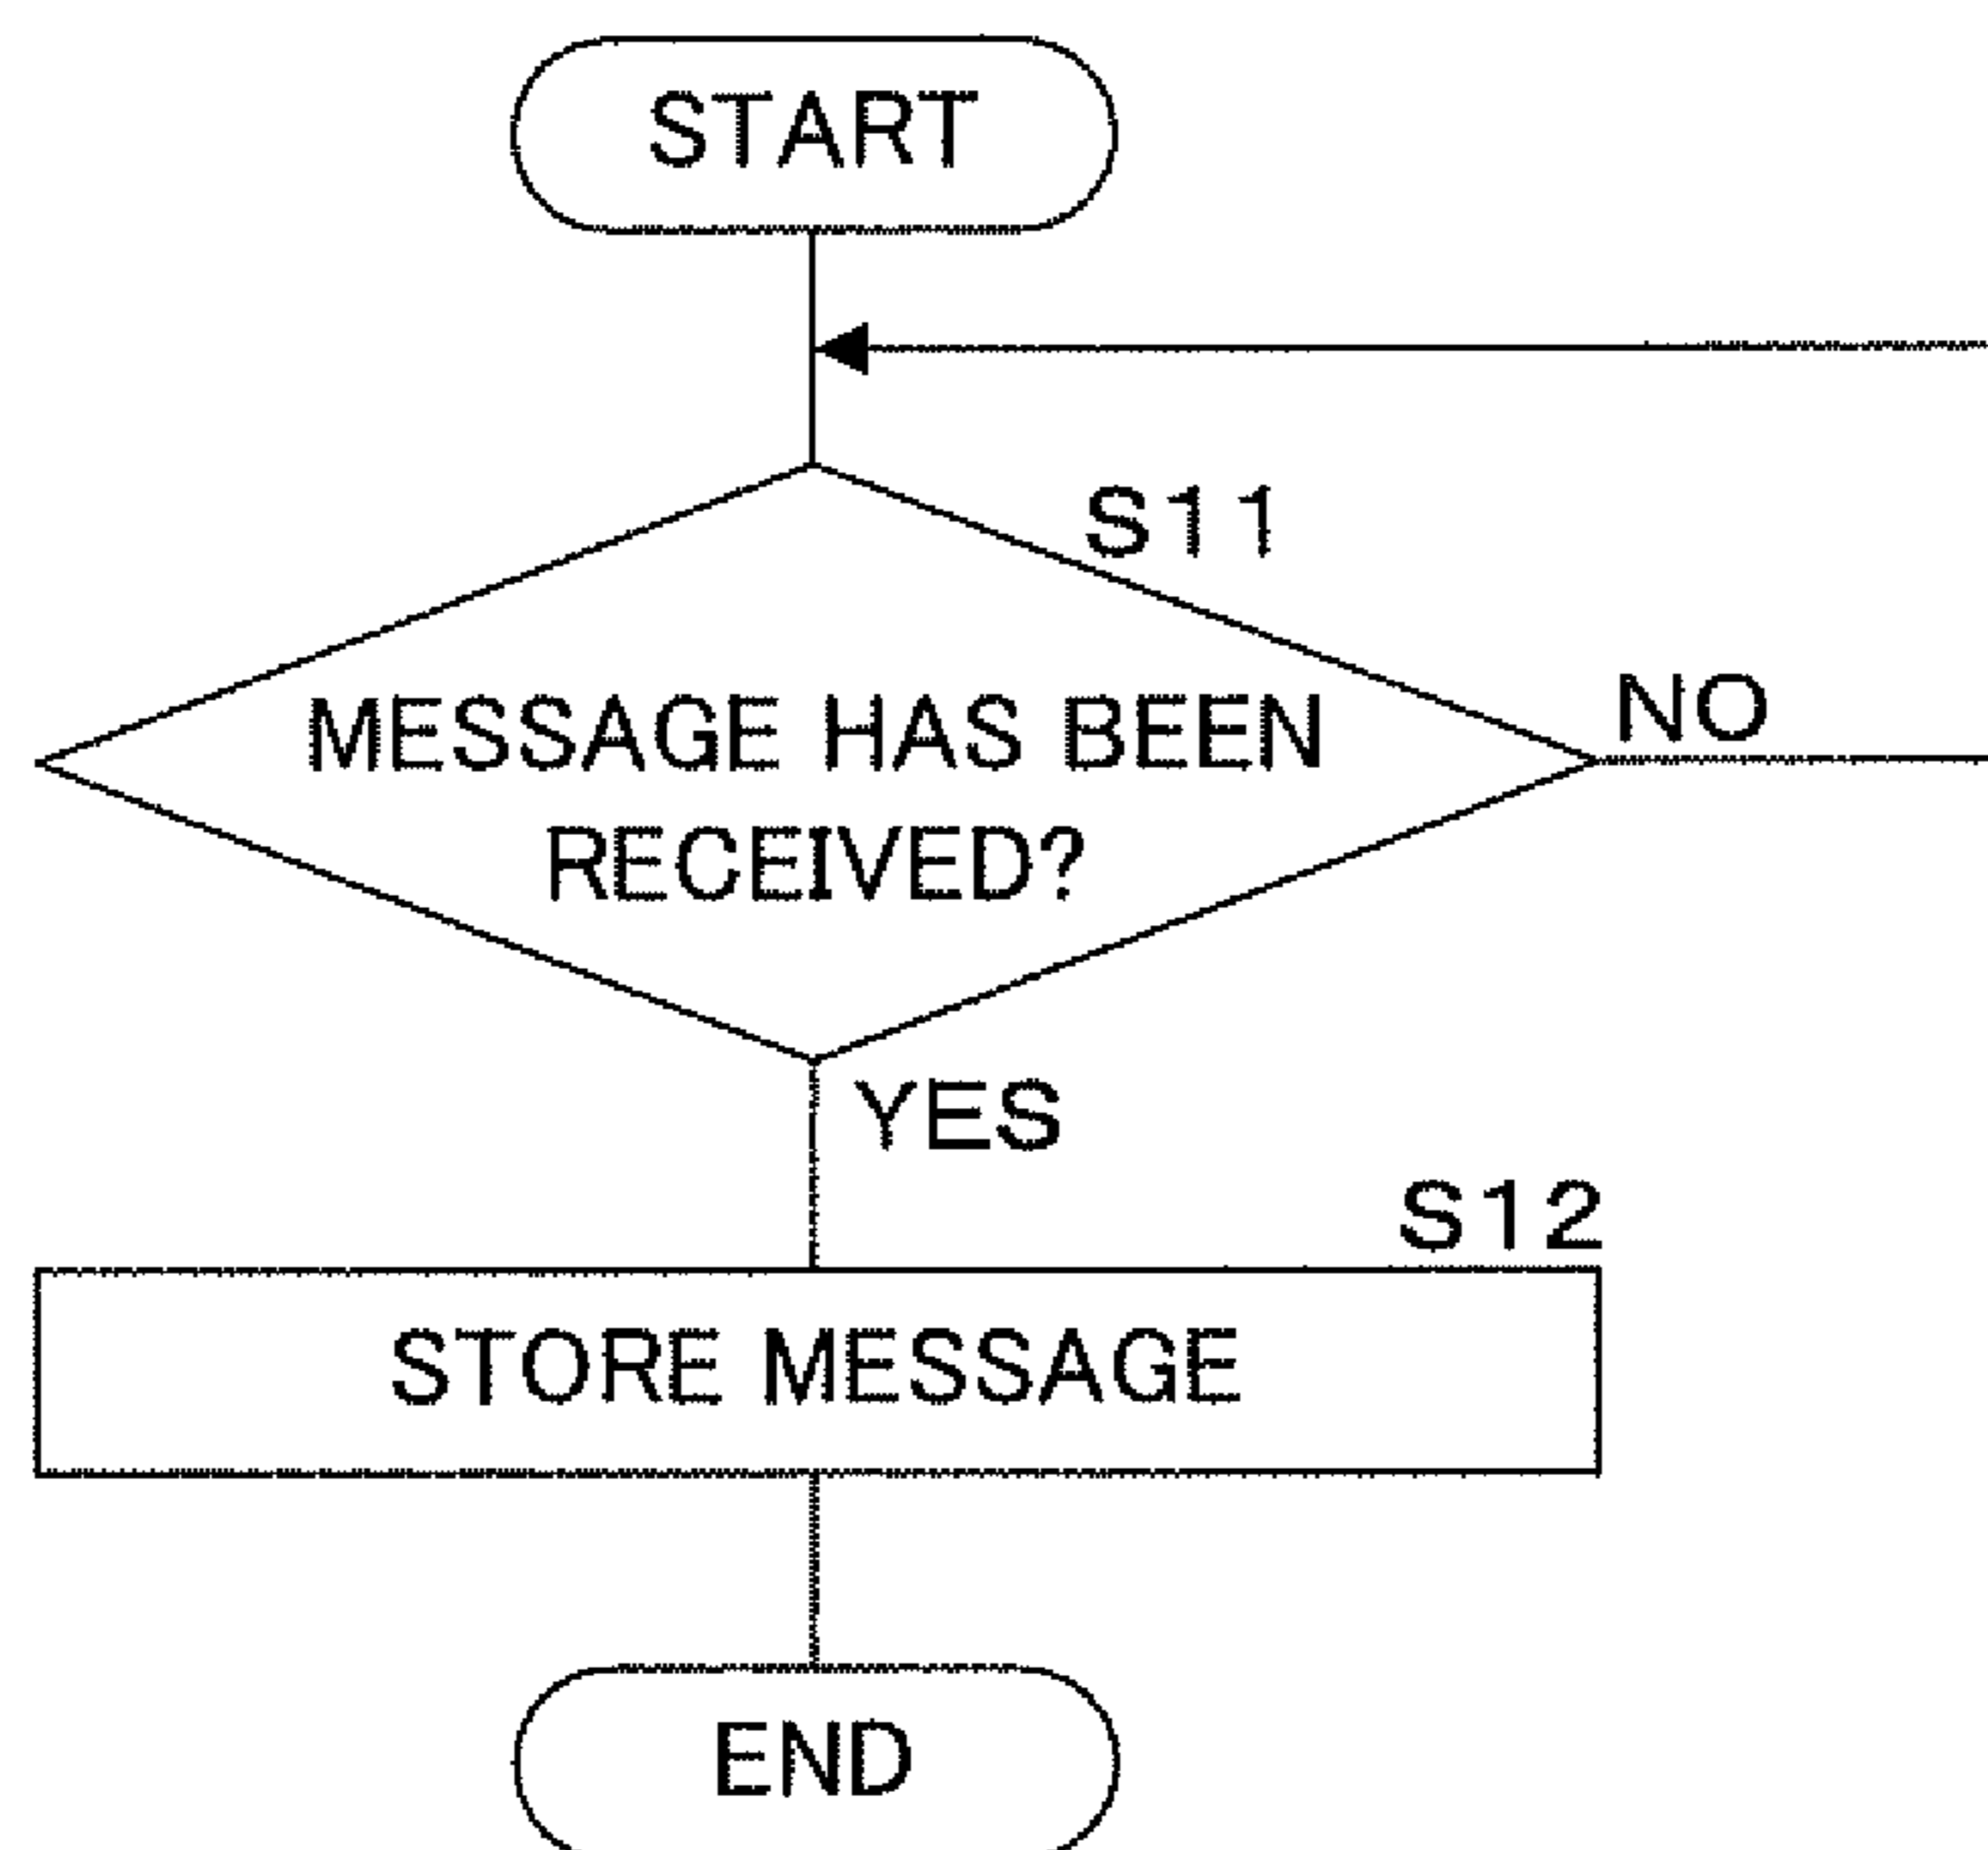 START
S11
MESSAGE HAS BEEN
RECEIVED?
NO
YES
S12
STORE MESSAGE
END